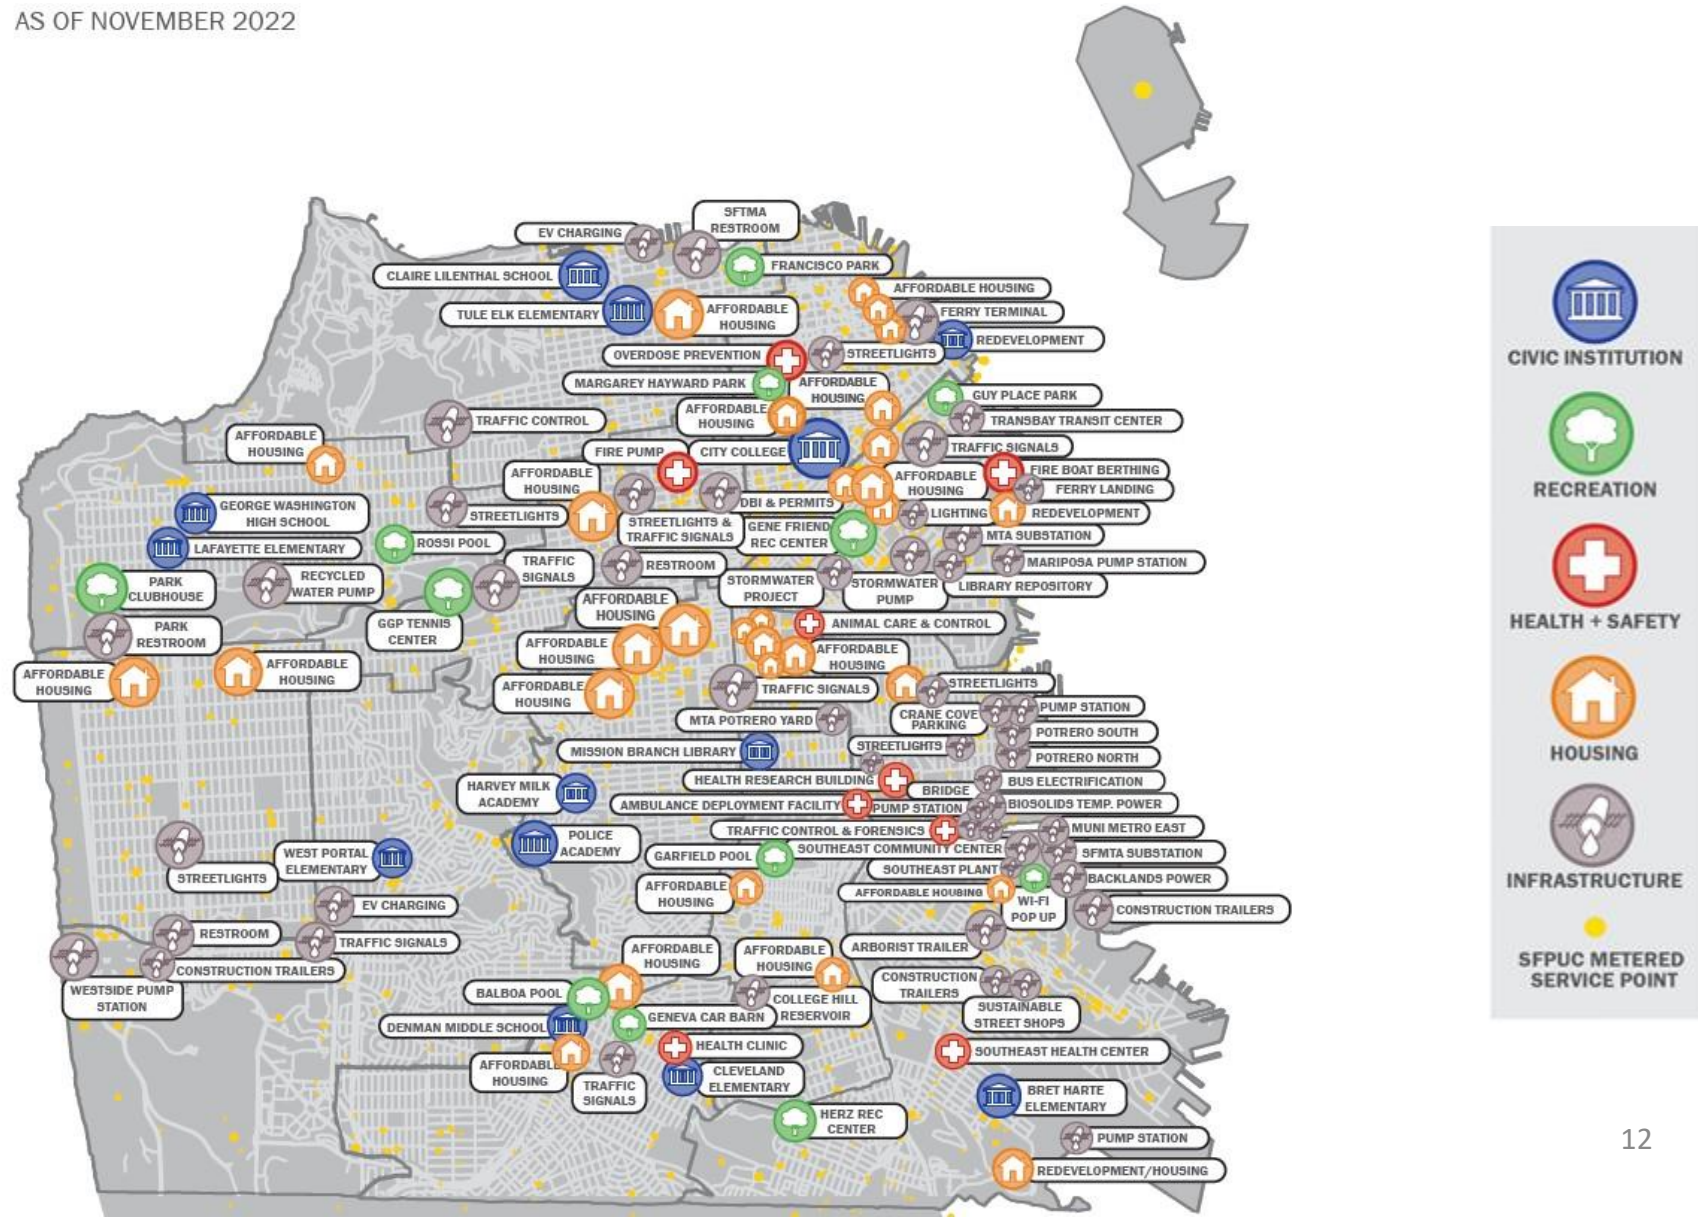 AS OF NOVEMBER 2022
SFTMA
RESTROOM
EV CHARGING
FRANCISCO PARK
CLAIRE LILENTHAL SCHOOL
AFFORDABLE HOUSING
TULE ELK ELEMENTARY
AFFORDABLE
HOUSING
FERRY TERMINAL
REDEVELOPMENT
OVERDOSE PREVENTION
STREETLIGHTS
MARGAREY HAYWARD PARK
AFFORDABLE
HOUSING
GUY PLACE PARK
AFFORDABLE
HOUSING
TRANSBAY TRANSIT CENTER
TRAFFIC CONTROL
AFFORDABLE
HOUSING
FIRE PUMP
CITY COLLEGE
TRAFFIC SIGNALS
AFFORDABLE
HOUSING
AFFORDABLE
HOUSING
FIRE BOAT BERTHING
FERRY LANDING
GEORGE WASHINGTON
HIGH SCHOOL
STREETLIGHTS
DBI & PERMITS
LIGHTING
REDEVELOPMENT
STREETLIGHTS &
TRAFFIC SIGNALS
GENE FRIEND
REC CENTER
MTA SUBSTATION
LAFAYETTE ELEMENTARY
ROSSI POOL
TRAFFIC
SIGNALS
RESTROOM
MARIPOSA PUMP STATION
PARK
CLUBHOUSE
RECYCLED
WATER PUMP
STORMWATER
PROJECT
STORMWATER
PUMP
LIBRARY REPOSITORY
AFFORDABLE
HOUSING
PARK
RESTROOM
GGP TENNIS
CENTER
ANIMAL CARE & CONTROL
AFFORDABLE
HOUSING
AFFORDABLE
HOUSING
AFFORDABLE
HOUSING
AFFORDABLE
HOUSING
AFFORDABLE
HOUSING
TRAFFIC SIGNALS
STREETLIGHTS
MTA POTRERO YARD
CRANE COVE
PARKING
PUMP STATION
POTRERO SOUTH
MISSION BRANCH LIBRARY
STREETLIGHTS
POTRERO NORTH
HEALTH RESEARCH BUILDING
BRIDGE
BUS ELECTRIFICATION
HARVEY MILK
ACADEMY
AMBULANCE DEPLOYMENT FACILITY
PUMP STATION
BIOSOLIDS TEMP. POWER
TRAFFIC CONTROL & FORENSICS
MUNI METRO EAST
POLICE
ACADEMY
GARFIELD POOL
SOUTHEAST COMMUNITY CENTER
SFMTA SUBSTATION
WEST PORTAL
ELEMENTARY
STREETLIGHTS
SOUTHEAST PLANT
BACKLANDS POWER
AFFORDABLE
HOUSING
AFFORDABLE HOUSING
WI-FI
POP UP
CONSTRUCTION TRAILERS
EV CHARGING
RESTROOM
TRAFFIC SIGNALS
AFFORDABLE
HOUSING
AFFORDABLE
HOUSING
ARBORIST TRAILER
CONSTRUCTION TRAILERS
WESTSIDE PUMP
STATION
BALBOA POOL
COLLEGE HILL
RESERVOIR
CONSTRUCTION
TRAILERS
SUSTAINABLE
STREET SHOPS
DENMAN MIDDLE SCHOOL
GENEVA CAR BARN
HEALTH CLINIC
SOUTHEAST HEALTH CENTER
AFFORDABLE
HOUSING
TRAFFIC
SIGNALS
CLEVELAND
ELEMENTARY
BRET HARTE
ELEMENTARY
HERZ REC
CENTER
PUMP STATION
REDEVELOPMENT/HOUSING
CIVIC INSTITUTION
RECREATION
HEALTH + SAFETY
HOUSING
INFRASTRUCTURE
SFPUC METERED
SERVICE POINT
12